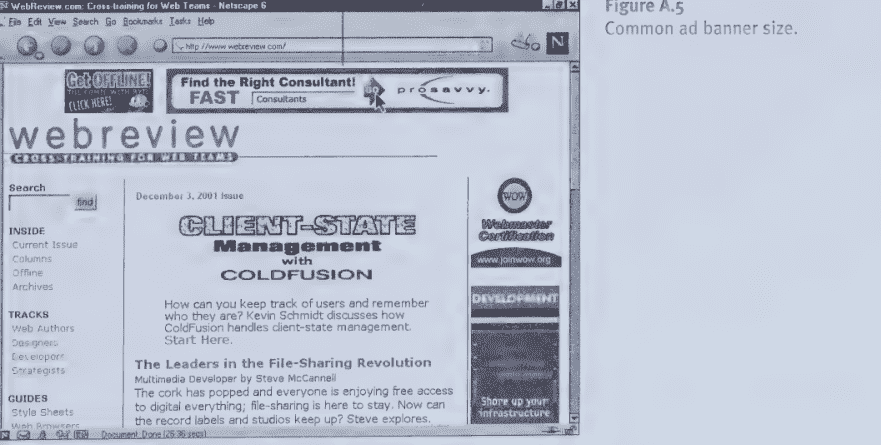 WebReview.com: Cross-training for Web Teams - Netscape 6
File Edit View Search Go Bookmarks Tasks Help
http://www.webreview.com/
N
Get OFFLINE!
CLICK HERE!
Find the Right Consultant!
FAST Consultants
go
prosavvy.
webreview
CROSS-TRAINING FOR WEB TEAMS
Search
find
INSIDE
Current Issue
Columns
Offline
Archives
TRACKS
Web Authors
Designers
Developers
Strategists
GUIDES
Style Sheets
Web Browsers
December 3, 2001 Issue
CLIENT-STATE
Management
with
COLDFUSION
How can you keep track of users and remember
who they are? Kevin Schmidt discusses how
ColdFusion handles client-state management.
Start Here.
The Leaders in the File-Sharing Revolution
Multimedia Developer by Steve McCannell
The cork has popped and everyone is enjoying free access
to digital everything; file-sharing is here to stay. Now can
the record labels and studios keep up? Steve explores.
WOW
Webmaster
Certification
www.joinwow.org
DEVELOPMENT
Shore up your
infrastructure
Document: Done (26.36 secs)
Figure A.5
Common ad banner size.